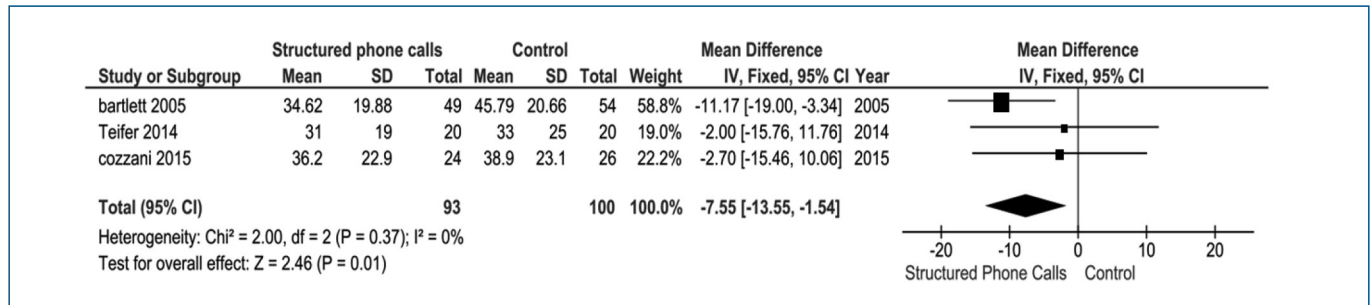 Structured phone calls Control Mean Difference Mean Difference
Study or Subgroup Mean SD Total Mean SD Total Weight IV, Fixed, 95% CI Year IV, Fixed, 95% CI
bartlett 2005 34.62 19.88 49 45.79 20.66 54 58.8% -11.17 [-19.00, -3.34] 2005
Teifer 2014 31 19 20 33 25 20 19.0% -2.00 [-15.76, 11.76] 2014
cozzani 2015 36.2 22.9 24 38.9 23.1 26 22.2% -2.70 [-15.46, 10.06] 2015
Total (95% CI) 93 100 100.0% -7.55 [-13.55, -1.54]
Heterogeneity: Chi² = 2.00, df = 2 (P = 0.37); I² = 0%
Test for overall effect: Z = 2.46 (P = 0.01)
-20 -10 0 10 20
Structured Phone Calls Control